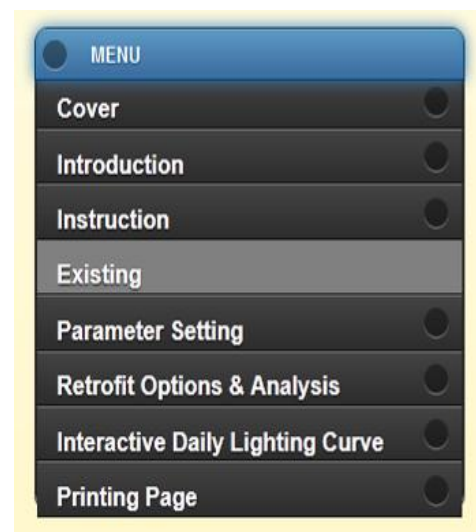 MENU
Cover
Introduction
Instruction
Existing
Parameter Setting
Retrofit Options & Analysis
Interactive Daily Lighting Curve
Printing Page